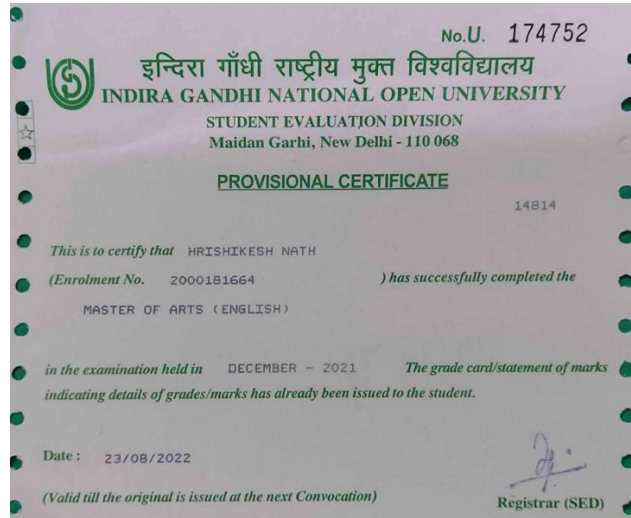 No.U. 174752
इन्दिरा गाँधी राष्ट्रीय मुक्त विश्वविद्यालय
INDIRA GANDHI NATIONAL OPEN UNIVERSITY
STUDENT EVALUATION DIVISION
Maidan Garhi, New Delhi - 110 068
PROVISIONAL CERTIFICATE
14814
This is to certify that HRISHIKESH NATH
(Enrolment No. 2000181664 ) has successfully completed the
MASTER OF ARTS (ENGLISH)
in the examination held in DECEMBER - 2021 The grade card/statement of marks
indicating details of grades/marks has already been issued to the student.
Date : 23/08/2022
(Valid till the original is issued at the next Convocation) Registrar (SED)